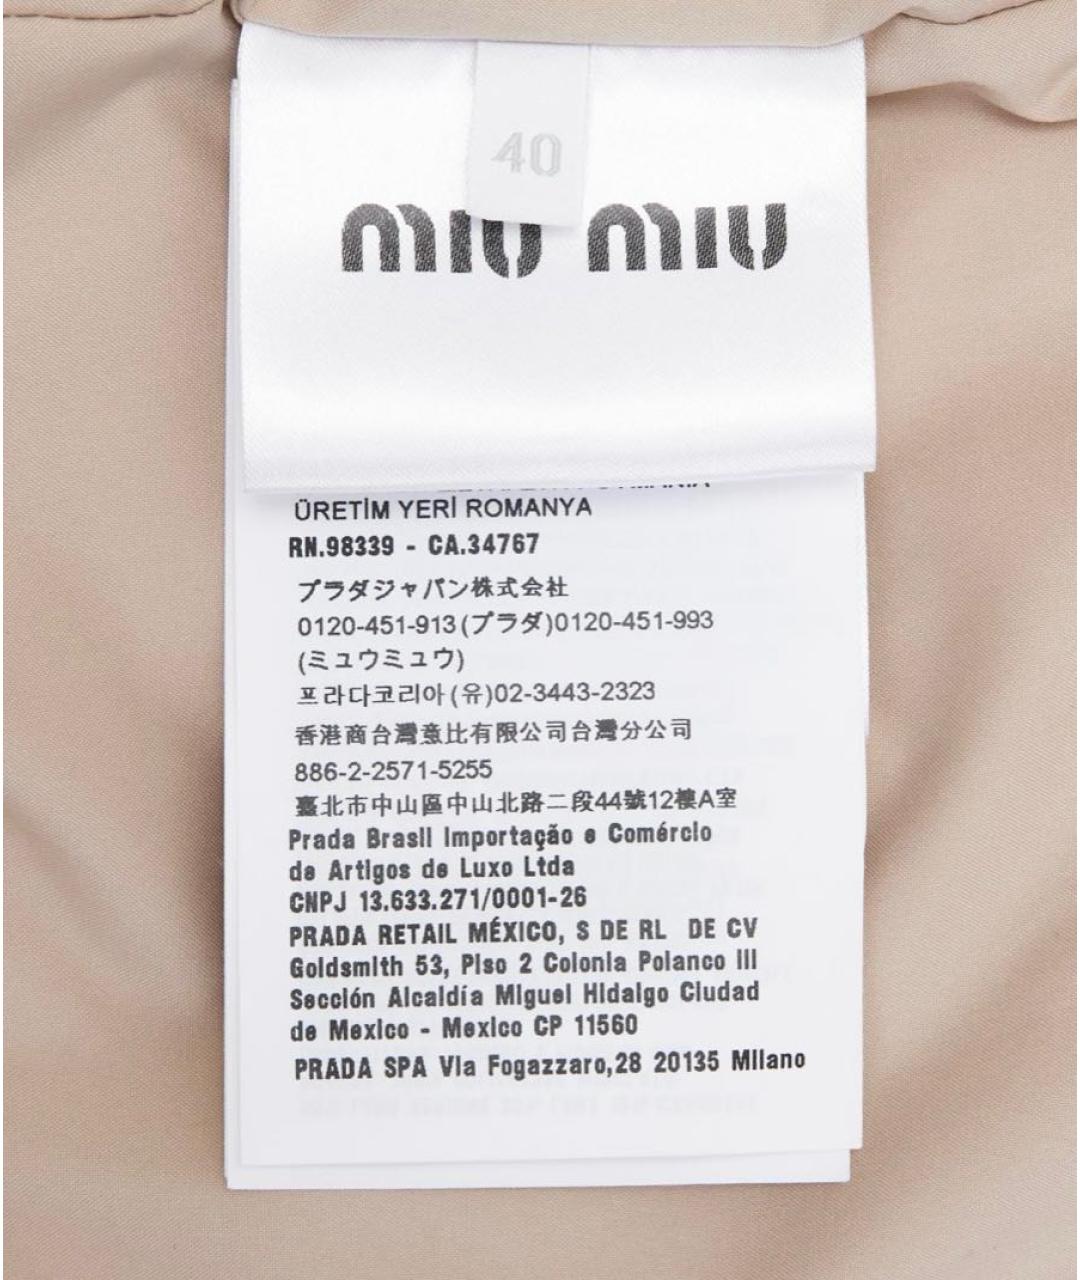 40
miu miu
ÜRETİM YERİ ROMANYA
RN.98339 - CA.34767
プラダジャパン株式会社
0120-451-913(プラダ)0120-451-993
(ミュウミュウ)
프라다코리아(유)02-3443-2323
香港商台灣意比有限公司台灣分公司
886-2-2571-5255
臺北市中山區中山北路二段44號12樓A室
Prada Brasil Importação e Comércio
de Artigos de Luxo Ltda
CNPJ 13.633.271/0001-26
PRADA RETAIL MÉXICO, S DE RL DE CV
Goldsmith 53, Piso 2 Colonia Polanco III
Sección Alcaldía Miguel Hidalgo Ciudad
de Mexico - Mexico CP 11560
PRADA SPA Via Fogazzaro,28 20135 Milano